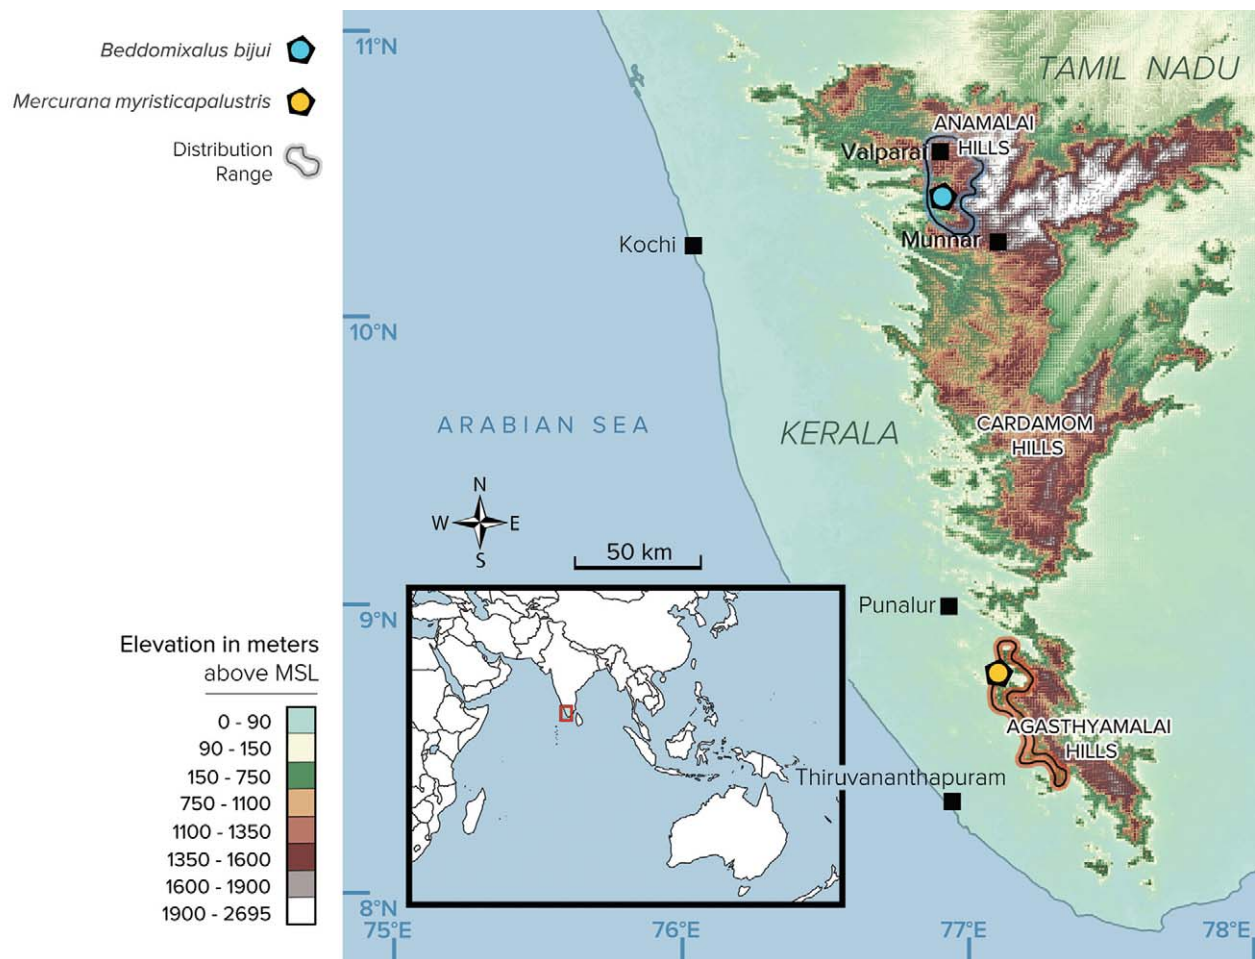 Beddomixalus bijui
Mercurana myristicapalustris
Distribution
Range
11°N
TAMIL NADU
ANAMALAI
HILLS
Valparai
Kochi
Munnar
10°N
ARABIAN SEA
KERALA
CARDAMOM
HILLS
N
W
E
S
50 km
Punalur
9°N
AGASTHYAMALAI
HILLS
Thiruvananthapuram
Elevation in meters
above MSL
0 - 90
90 - 150
150 - 750
750 - 1100
1100 - 1350
1350 - 1600
1600 - 1900
1900 - 2695
8°N
75°E
76°E
77°E
78°E